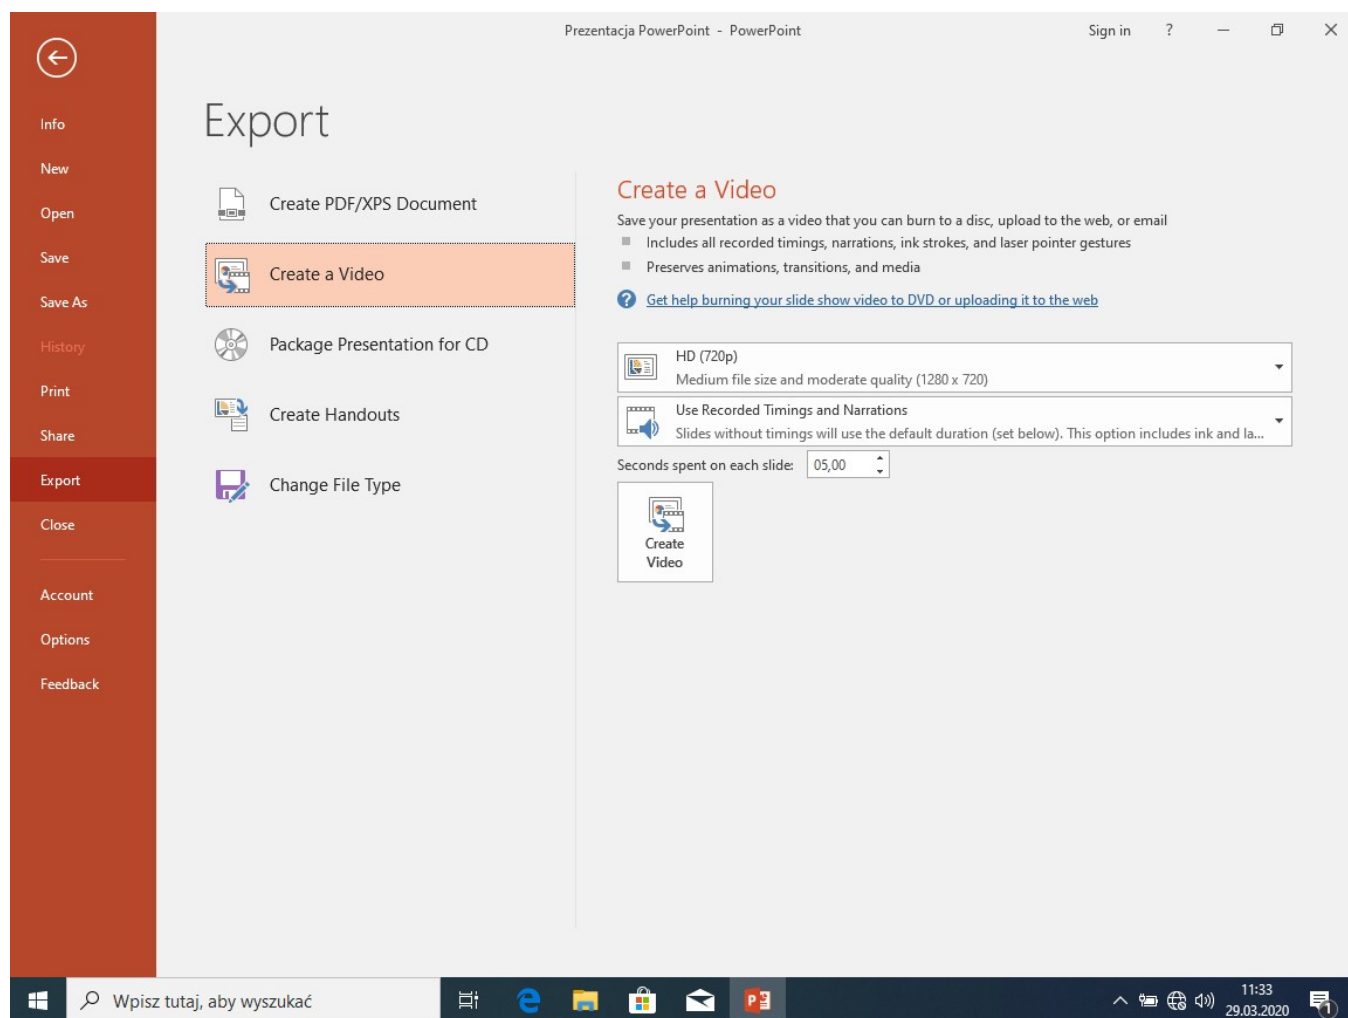 Prezentacja PowerPoint - PowerPoint
Sign in
?
Info
New
Open
Save
Save As
History
Print
Share
Export
Close
Account
Options
Feedback
Export
Create PDF/XPS Document
Create a Video
Package Presentation for CD
Create Handouts
Change File Type
Create a Video
Save your presentation as a video that you can burn to a disc, upload to the web, or email
Includes all recorded timings, narrations, ink strokes, and laser pointer gestures
Preserves animations, transitions, and media
Get help burning your slide show video to DVD or uploading it to the web
HD (720p)
Medium file size and moderate quality (1280 x 720)
Use Recorded Timings and Narrations
Slides without timings will use the default duration (set below). This option includes ink and la...
Seconds spent on each slide: 05,00
Create
Video
Wpisz tutaj, aby wyszukać
11:33
29.03.2020
1